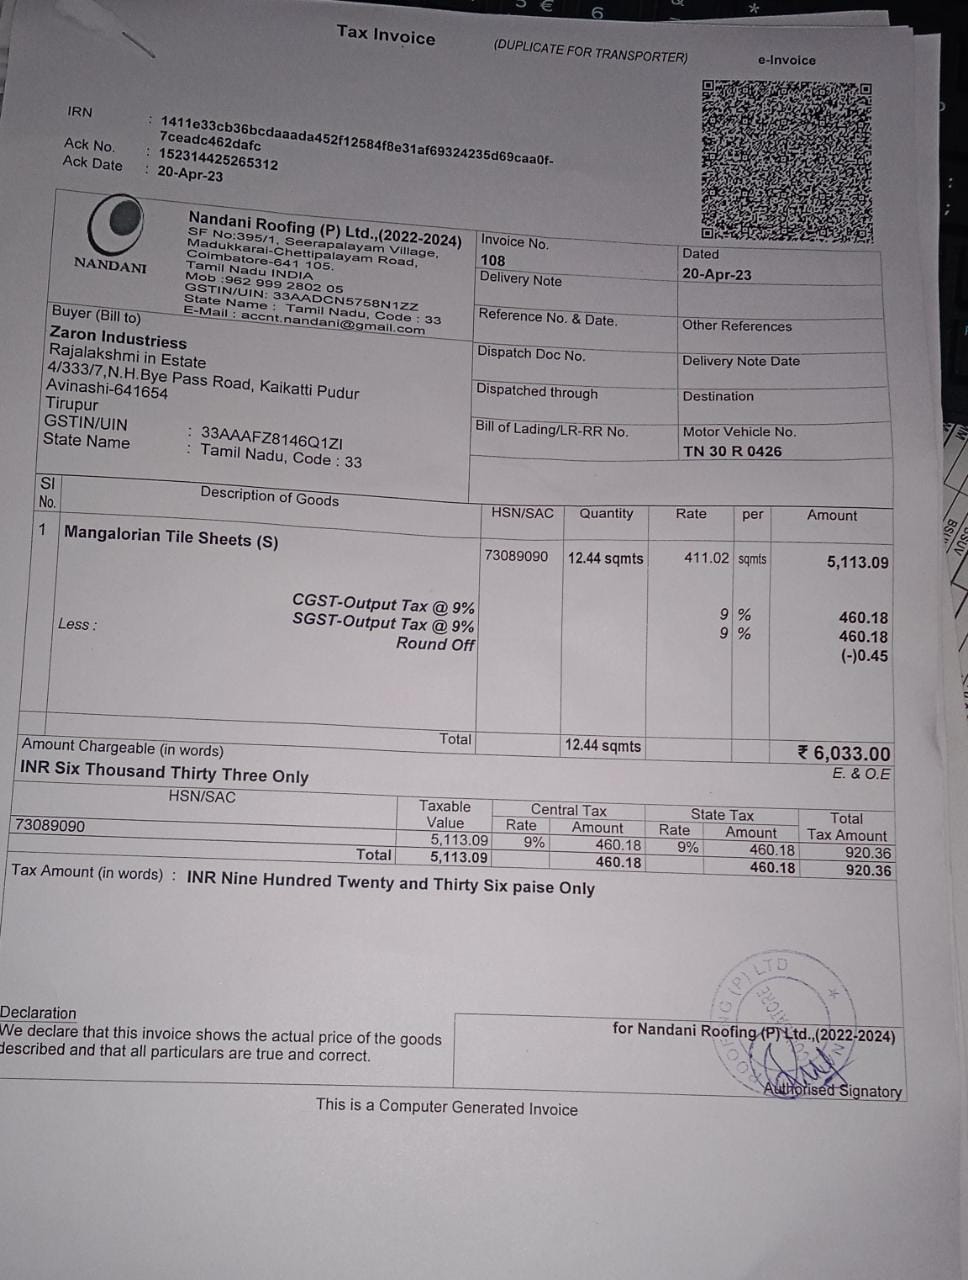 Tax Invoice
(DUPLICATE FOR TRANSPORTER)
e-Invoice
IRN : 1411e33cb36bcdaaada452f12584f8e31af69324235d69caa0f-
7ceadc462dafc
Ack No. : 152314425265312
Ack Date : 20-Apr-23
NANDANI
Nandani Roofing (P) Ltd.,(2022-2024)
SF No:395/1, Seerapalayam Village,
Madukkarai-Chettipalayam Road,
Coimbatore-641 105.
Tamil Nadu INDIA
Mob :962 999 2802 05
GSTIN/UIN: 33AADCN5758N1ZZ
State Name : Tamil Nadu, Code : 33
E-Mail : accnt.nandani@gmail.com
Invoice No.
108
Dated
20-Apr-23
Delivery Note
Reference No. & Date.
Other References
Dispatch Doc No.
Delivery Note Date
Dispatched through
Destination
Bill of Lading/LR-RR No.
Motor Vehicle No.
TN 30 R 0426
Buyer (Bill to)
Zaron Industriess
Rajalakshmi in Estate
4/333/7,N.H.Bye Pass Road, Kaikatti Pudur
Avinashi-641654
Tirupur
GSTIN/UIN : 33AAAFZ8146Q1ZI
State Name : Tamil Nadu, Code : 33
Sl No. Description of Goods HSN/SAC Quantity Rate per Amount
1 Mangalorian Tile Sheets (S) 73089090 12.44 sqmts 411.02 sqmts 5,113.09
CGST-Output Tax @ 9% 9 % 460.18
SGST-Output Tax @ 9% 9 % 460.18
Less : Round Off (-)0.45
Total 12.44 sqmts ₹ 6,033.00
Amount Chargeable (in words) E. & O.E
INR Six Thousand Thirty Three Only
HSN/SAC Taxable Value Central Tax State Tax Total Tax Amount
Rate Amount Rate Amount
73089090 5,113.09 9% 460.18 9% 460.18 920.36
Total 5,113.09 460.18 460.18 920.36
Tax Amount (in words) : INR Nine Hundred Twenty and Thirty Six paise Only
Declaration
We declare that this invoice shows the actual price of the goods
described and that all particulars are true and correct.
for Nandani Roofing (P) Ltd.,(2022-2024)
Authorised Signatory
This is a Computer Generated Invoice